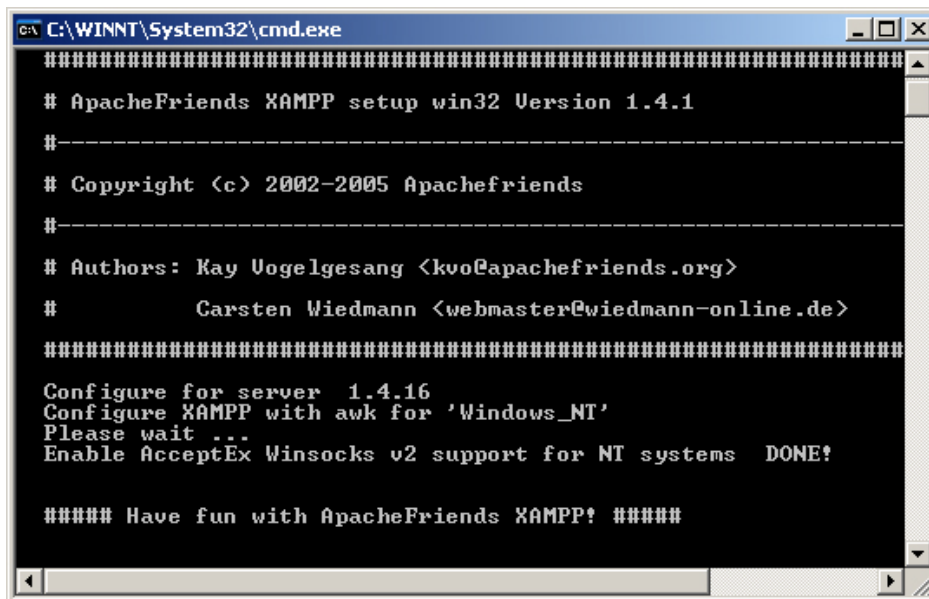 C:\WINNT\System32\cmd.exe
##############################################################
# ApacheFriends XAMPP setup win32 Version 1.4.1
#-------------------------------------------------------------
# Copyright (c) 2002-2005 Apachefriends
#-------------------------------------------------------------
# Authors: Kay Vogelgesang <kvo@apachefriends.org>
#          Carsten Wiedmann <webmaster@wiedmann-online.de>
##############################################################
Configure for server  1.4.16
Configure XAMPP with awk for 'Windows_NT'
Please wait ...
Enable AcceptEx Winsocks v2 support for NT systems  DONE!
##### Have fun with ApacheFriends XAMPP! #####